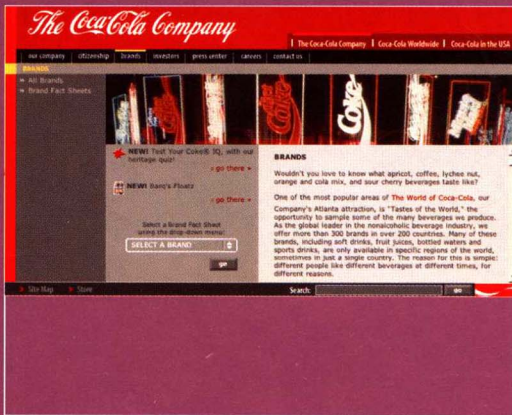 The Coca-Cola Company
The Coca-Cola Company | Coca-Cola Worldwide | Coca-Cola in the USA
our company | citizenship | brands | investors | press center | careers | contact us
BRANDS
All Brands
Brand Fact Sheets
Coke
NEW! Test Your Coke® IQ, with our
heritage quiz!
go there
NEW! Barq's Floatz
go there
Select a Brand Fact Sheet
using the drop-down menu:
SELECT A BRAND
go
BRANDS
Wouldn't you love to know what apricot, coffee, lychee nut,
orange and cola mix, and sour cherry beverages taste like?
One of the most popular areas of The World of Coca-Cola, our
Company's Atlanta attraction, is "Tastes of the World," the
opportunity to sample some of the many beverages we produce.
As the global leader in the nonalcoholic beverage industry, we
offer more than 300 brands in over 200 countries. Many of these
brands, including soft drinks, fruit juices, bottled waters and
sports drinks, are only available in specific regions of the world,
sometimes in just a single country. The reason for this is simple:
different people like different beverages at different times, for
different reasons.
Site Map
Store
Search:
go